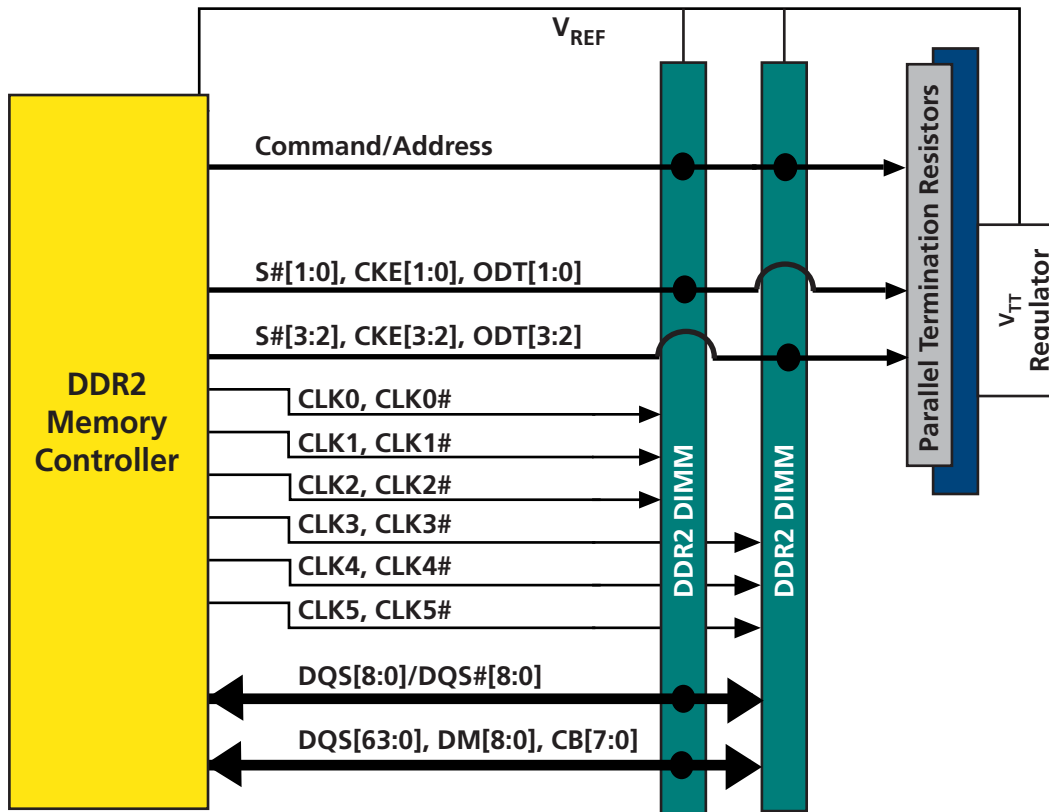 VREF
Command/Address
S#[1:0], CKE[1:0], ODT[1:0]
S#[3:2], CKE[3:2], ODT[3:2]
DDR2
Memory
Controller
CLK0, CLK0#
CLK1, CLK1#
CLK2, CLK2#
CLK3, CLK3#
CLK4, CLK4#
CLK5, CLK5#
DQS[8:0]/DQS#[8:0]
DQS[63:0], DM[8:0], CB[7:0]
DDR2 DIMM
DDR2 DIMM
Parallel Termination Resistors
VTT
Regulator